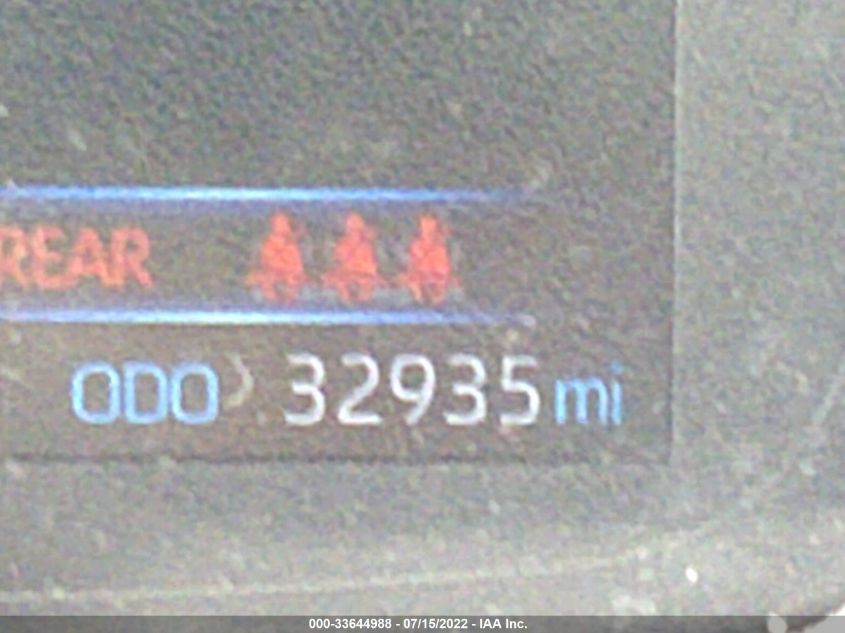 REAR
ODO 32935 mi
000-33644988 - 07/15/2022 - IAA Inc.